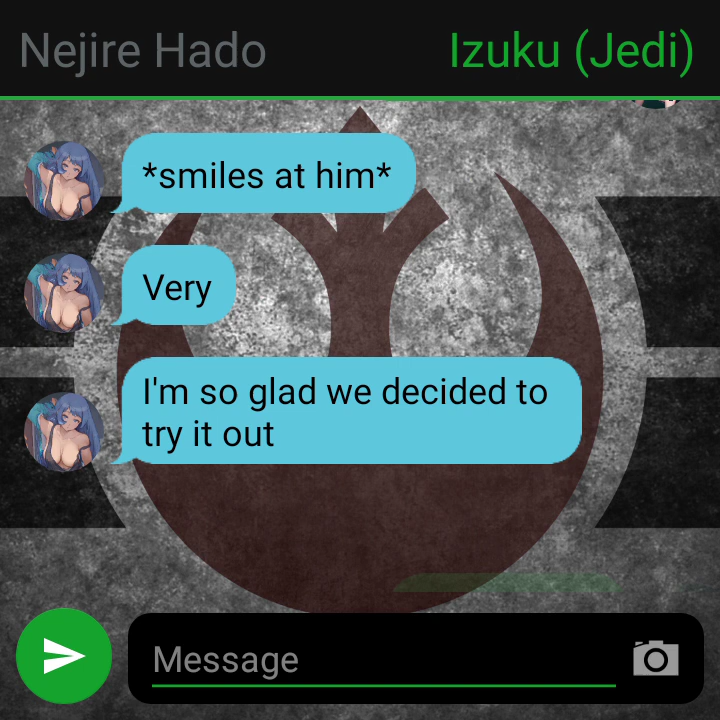 Nejire Hado
Izuku (Jedi)
*smiles at him*
Very
I'm so glad we decided to
try it out
Message